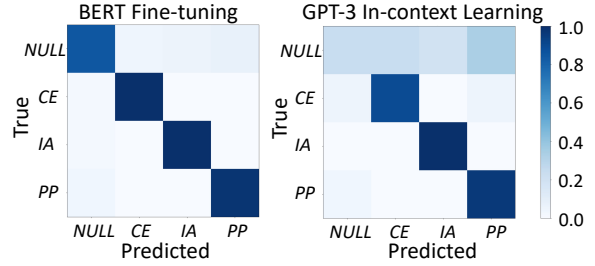 BERT Fine-tuning
True
NULL
CE
IA
PP
NULL CE IA PP
Predicted
GPT-3 In-context Learning
True
NULL
CE
IA
PP
NULL CE IA PP
Predicted
1.0
0.8
0.6
0.4
0.2
0.0